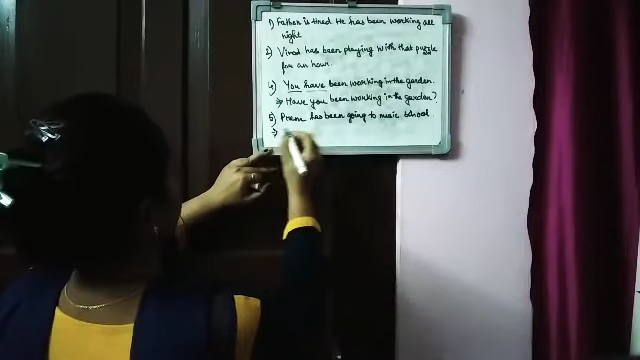 1) Father is tired He has been working all
night
2) Vinod has been playing with that puzzle
for an hour.
4) You have been working in the garden.
⇒ Have you been working in the garden?
5) Prem has been going to music school
⇒